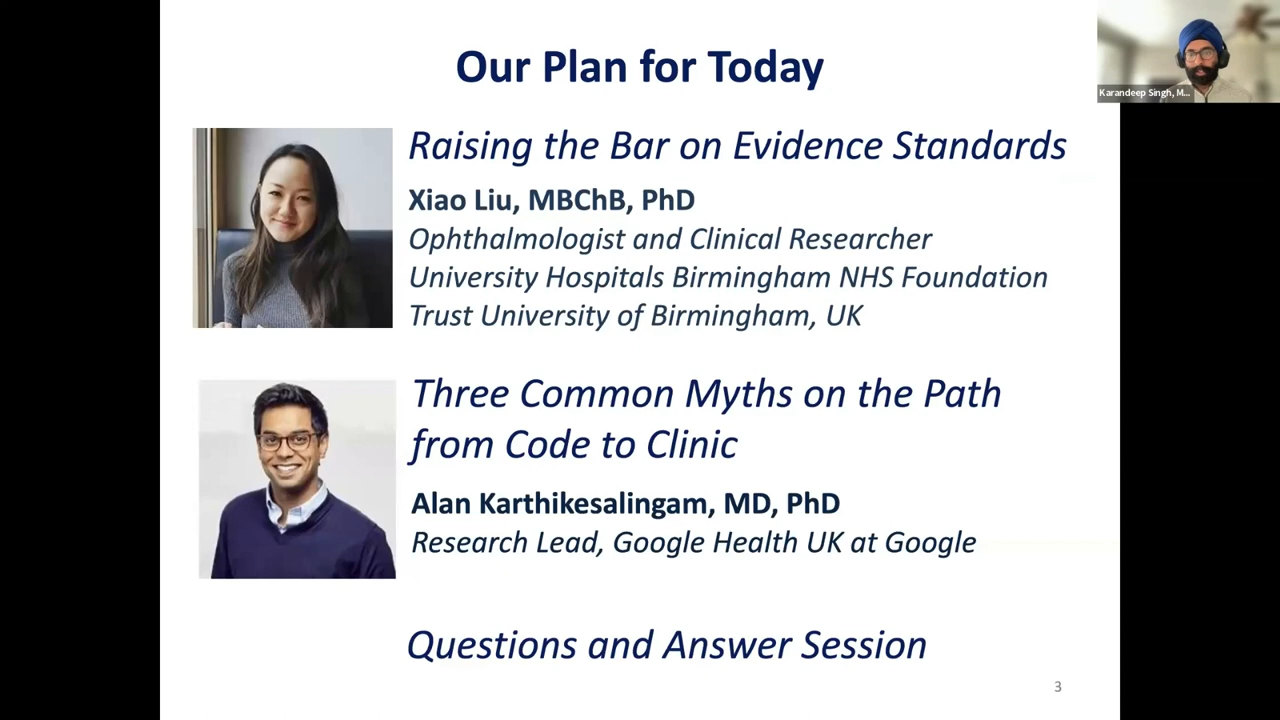 Our Plan for Today
Karandeep Singh, M...
Raising the Bar on Evidence Standards
Xiao Liu, MBChB, PhD
Ophthalmologist and Clinical Researcher
University Hospitals Birmingham NHS Foundation
Trust University of Birmingham, UK
Three Common Myths on the Path
from Code to Clinic
Alan Karthikesalingam, MD, PhD
Research Lead, Google Health UK at Google
Questions and Answer Session
3